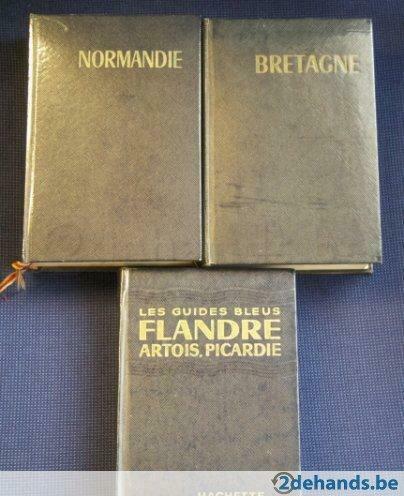 NORMANDIE
BRETAGNE
LES GUIDES BLEUS
FLANDRE
ARTOIS, PICARDIE
HACHETTE
2dehands.be